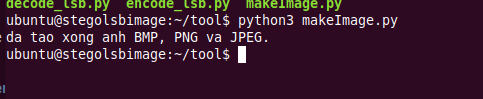 decode_lsb.py encode_lsb.py makeImage.py
ubuntu@stegolsbimage:~/tool$ python3 makeImage.py
da tao xong anh BMP, PNG va JPEG.
ubuntu@stegolsbimage:~/tool$